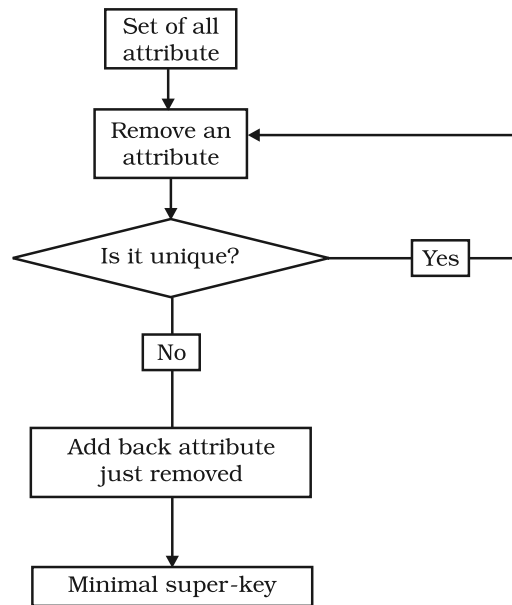 Set of all
attribute
Remove an
attribute
Is it unique?
Yes
No
Add back attribute
just removed
Minimal super-key